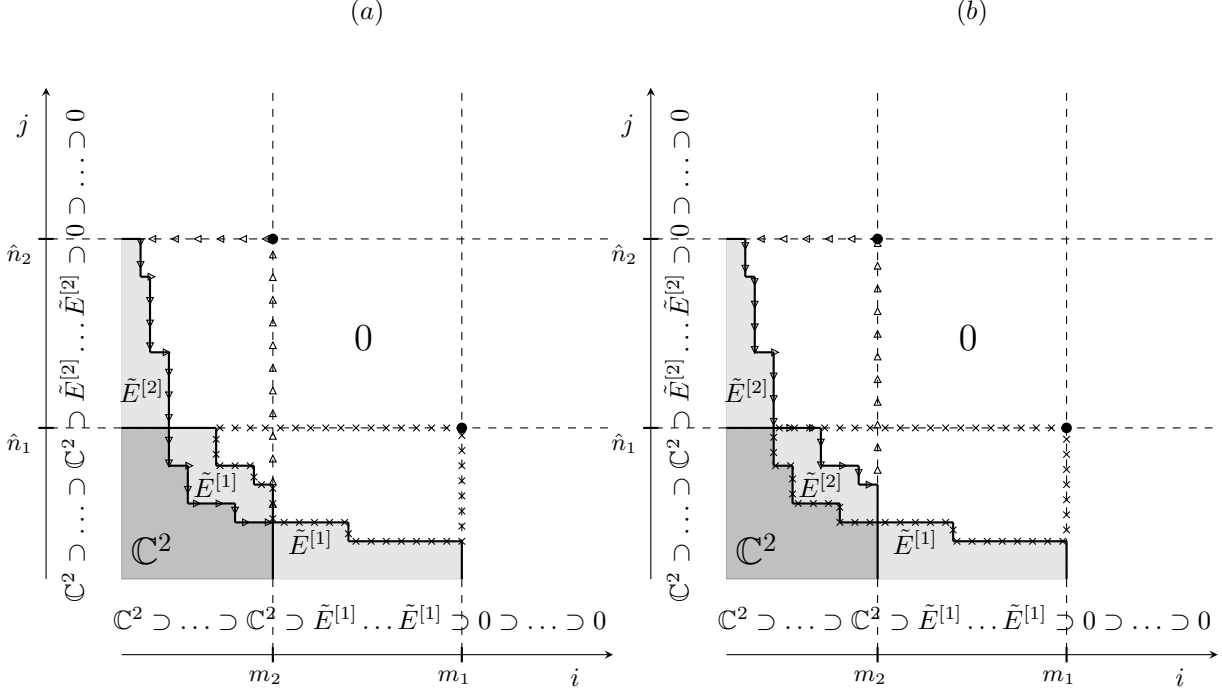 (a)
j
n̂₂
n̂₁
ℂ² ⊃ … ⊃ ℂ² ⊃ Ẽ^[2] … Ẽ^[2] ⊃ 0 ⊃ … ⊃ 0
0
Ẽ^[2]
Ẽ^[1]
Ẽ^[1]
ℂ²
ℂ² ⊃ … ⊃ ℂ² ⊃ Ẽ^[1] … Ẽ^[1] ⊃ 0 ⊃ … ⊃ 0
m₂
m₁
i
(b)
j
n̂₂
n̂₁
ℂ² ⊃ … ⊃ ℂ² ⊃ Ẽ^[2] … Ẽ^[2] ⊃ 0 ⊃ … ⊃ 0
0
Ẽ^[2]
Ẽ^[2]
Ẽ^[1]
ℂ²
ℂ² ⊃ … ⊃ ℂ² ⊃ Ẽ^[1] … Ẽ^[1] ⊃ 0 ⊃ … ⊃ 0
m₂
m₁
i